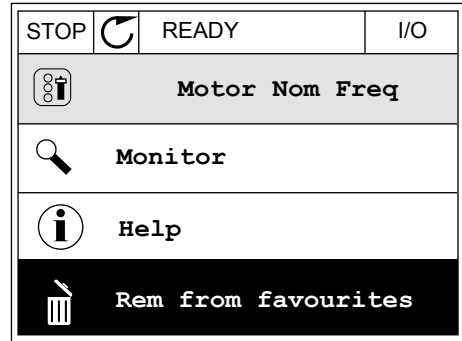 STOP READY I/O
Motor Nom Freq
Monitor
Help
Rem from favourites